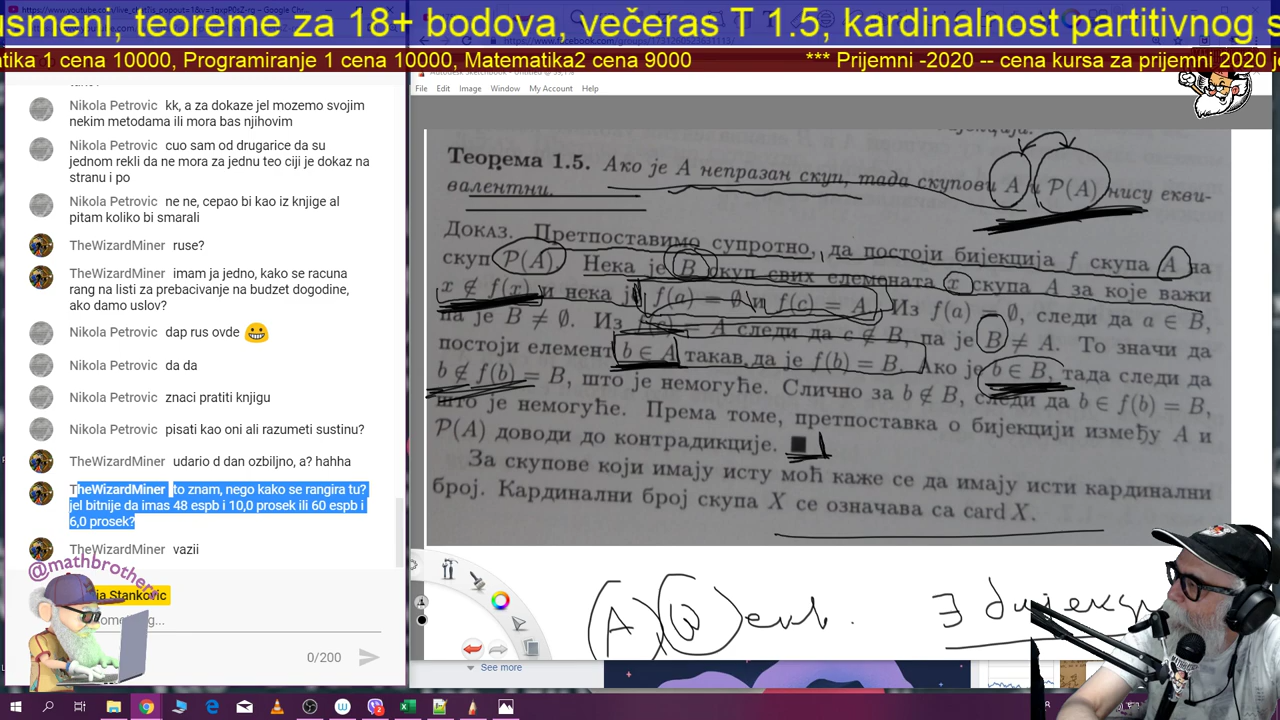 usmeni, teoreme za 18+ bodova, večeras T 1.5, kardinalnost partitivnog s
tika 1 cena 10000, Programiranje 1 cena 10000, Matematika2 cena 9000 *** Prijemni -2020 -- cena kursa za prijemni 2020 je
Nikola Petrovic kk, a za dokaze jel mozemo svojim
nekim metodama ili mora bas njihovim
Nikola Petrovic cuo sam od drugarice da su
jednom rekli da ne mora za jednu teo ciji je dokaz na
stranu i po
Nikola Petrovic ne ne, cepao bi kao iz knjige al
pitam koliko bi smarali
TheWizardMiner ruse?
TheWizardMiner imam ja jedno, kako se racuna
rang na listi za prebacivanje na budzet dogodine,
ako damo uslov?
Nikola Petrovic dap rus ovde
Nikola Petrovic da da
Nikola Petrovic znaci pratiti knjigu
Nikola Petrovic pisati kao oni ali razumeti sustinu?
TheWizardMiner udario d dan ozbiljno, a? hahha
TheWizardMiner to znam, nego kako se rangira tu?
jel bitnije da imas 48 espb i 10,0 prosek ili 60 espb i
6,0 prosek?
TheWizardMiner vazii
@mathbrothers
Stankovic
0/200
File Edit Image Window My Account Help
Теорема 1.5. Ако је A непразан скуп, тада скупови A и P(A) нису екви-
валентни.
Доказ. Претпоставимо супротно, да постоји бијекција f скупа A на
скуп P(A). Нека је B скуп свих елемената x скупа A за које важи
x ∉ f(x) и нека је f(a) = ∅ и f(c) = A. Из f(a) = ∅, следи да a ∈ B,
па је B ≠ ∅. Из f(c) = A следи да c ∉ B, па је B ≠ A. То значи да
постоји елемент b ∈ A такав да је f(b) = B. Ако је b ∈ B, тада следи да
b ∉ f(b) = B, што је немогуће. Слично за b ∉ B, следи да b ∈ f(b) = B,
што је немогуће. Према томе, претпоставка о бијекцији између A и
P(A) доводи до контрадикције. ■
За скупове који имају исту моћ каже се да имају исти кардинални
број. Кардинални број скупа X се означава са card X.
A, B екв. ∃ бијекц
See more